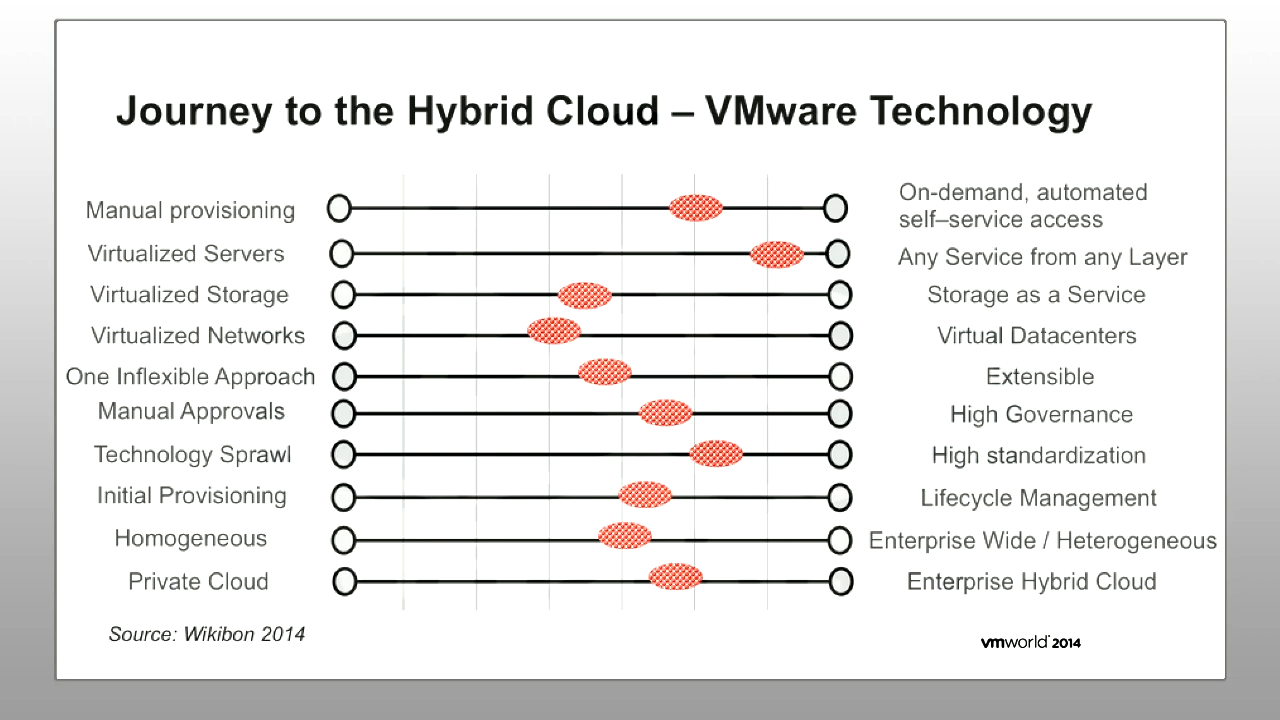 Journey to the Hybrid Cloud – VMware Technology
Manual provisioning
On-demand, automated
self–service access
Virtualized Servers
Any Service from any Layer
Virtualized Storage
Storage as a Service
Virtualized Networks
Virtual Datacenters
One Inflexible Approach
Extensible
Manual Approvals
High Governance
Technology Sprawl
High standardization
Initial Provisioning
Lifecycle Management
Homogeneous
Enterprise Wide / Heterogeneous
Private Cloud
Enterprise Hybrid Cloud
Source: Wikibon 2014
vmworld 2014